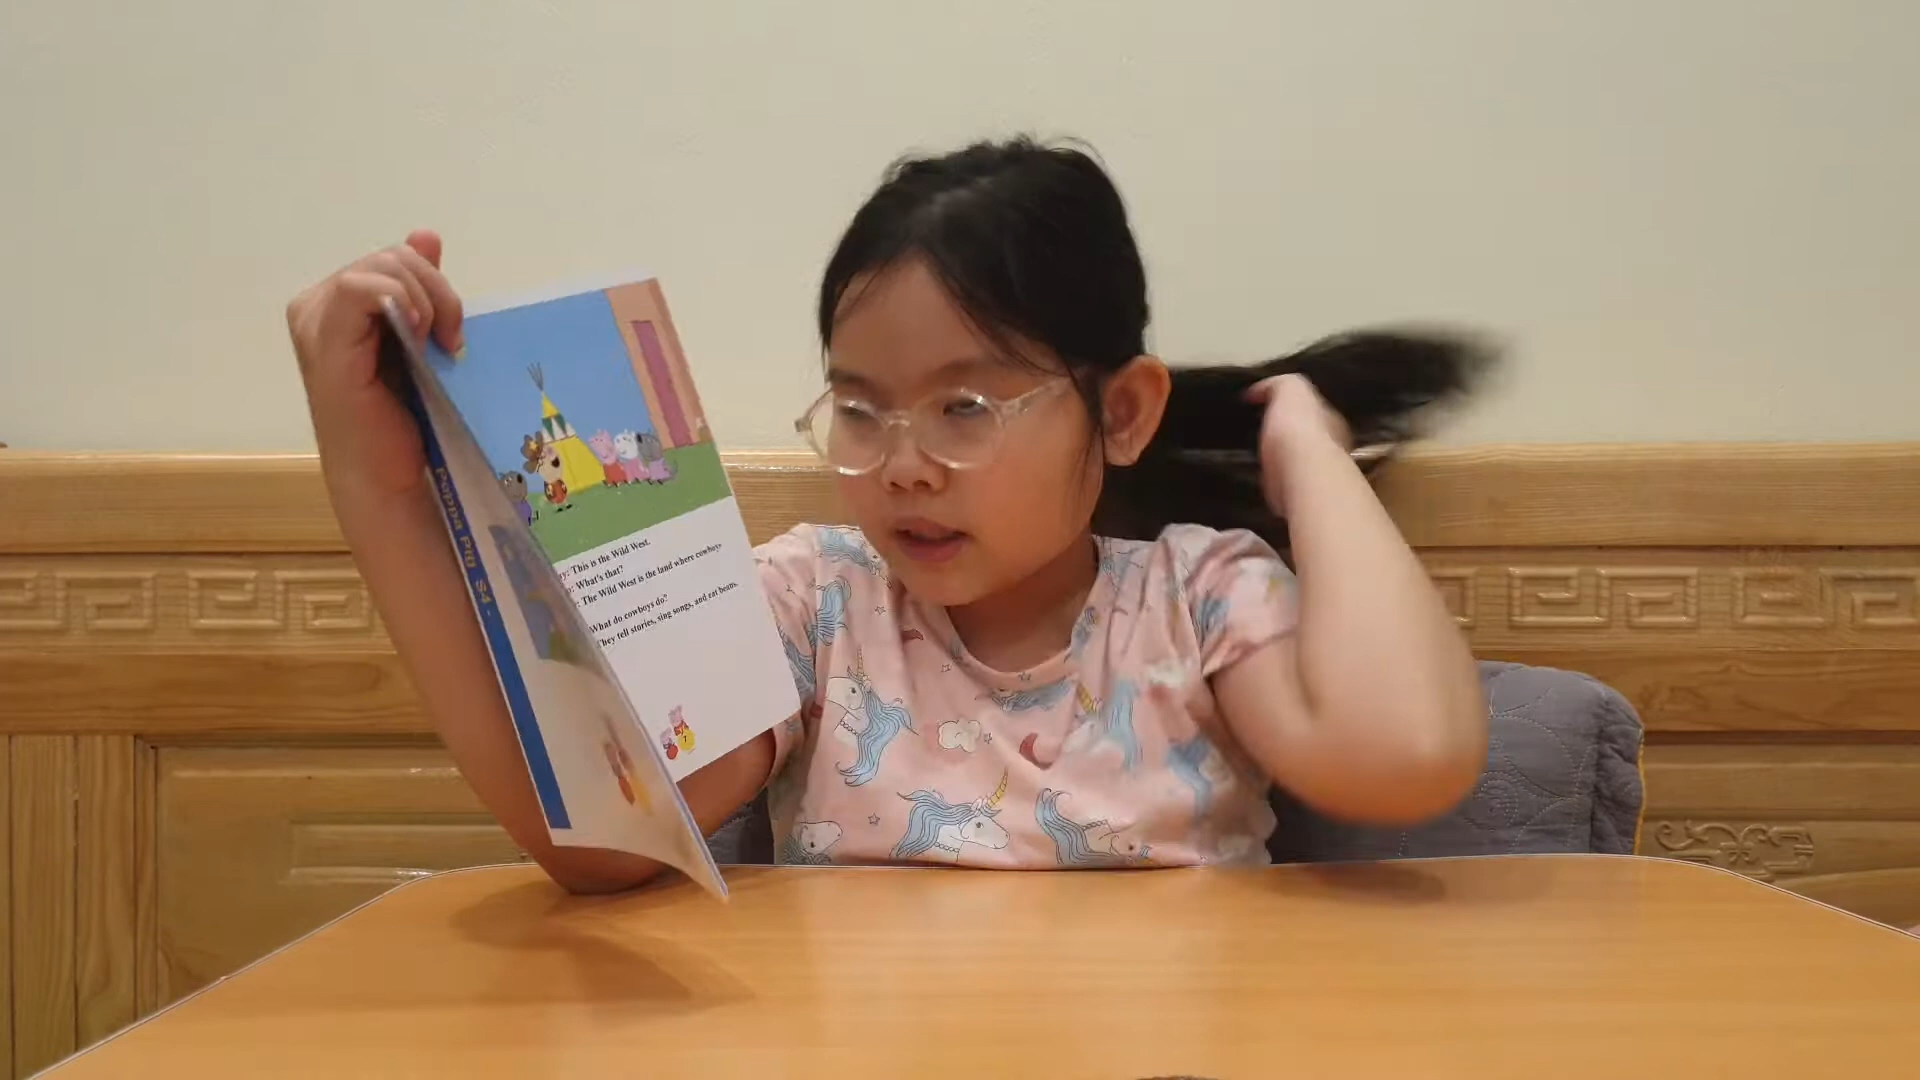 Peppa PIG S4 -
y: This is the Wild West.
: What's that?
: The Wild West is the land where cowboys
What do cowboys do?
They tell stories, sing songs, and eat beans.
7